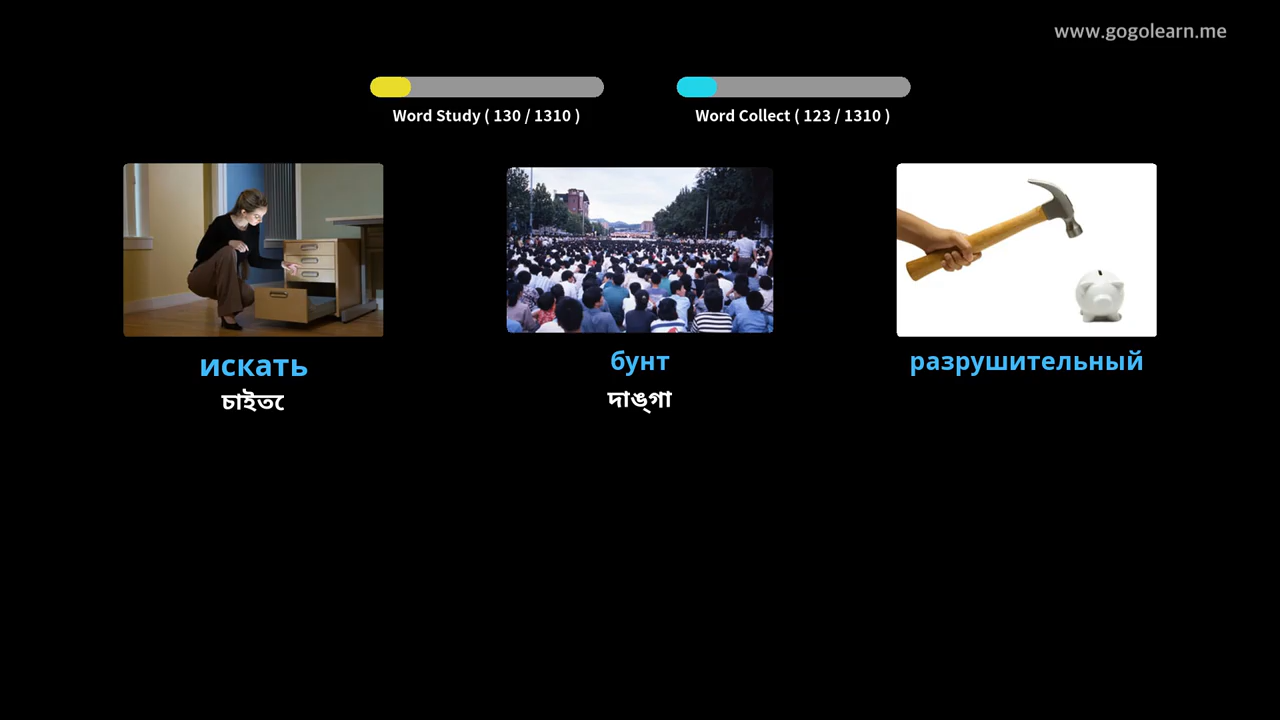 www.gogolearn.me
Word Study ( 130 / 1310 )
Word Collect ( 123 / 1310 )
искать
চাইতে
бунт
দাঙ্গা
разрушительный